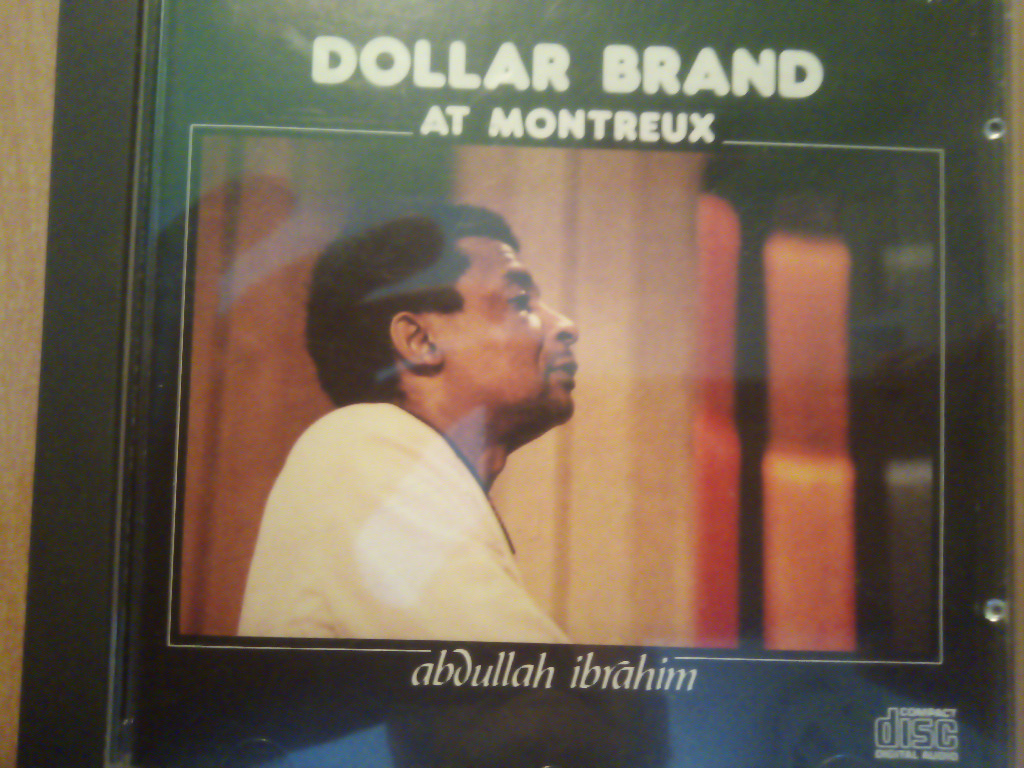 DOLLAR BRAND
AT MONTREUX
abdullah ibrahim
COMPACT
disc
DIGITAL AUDIO